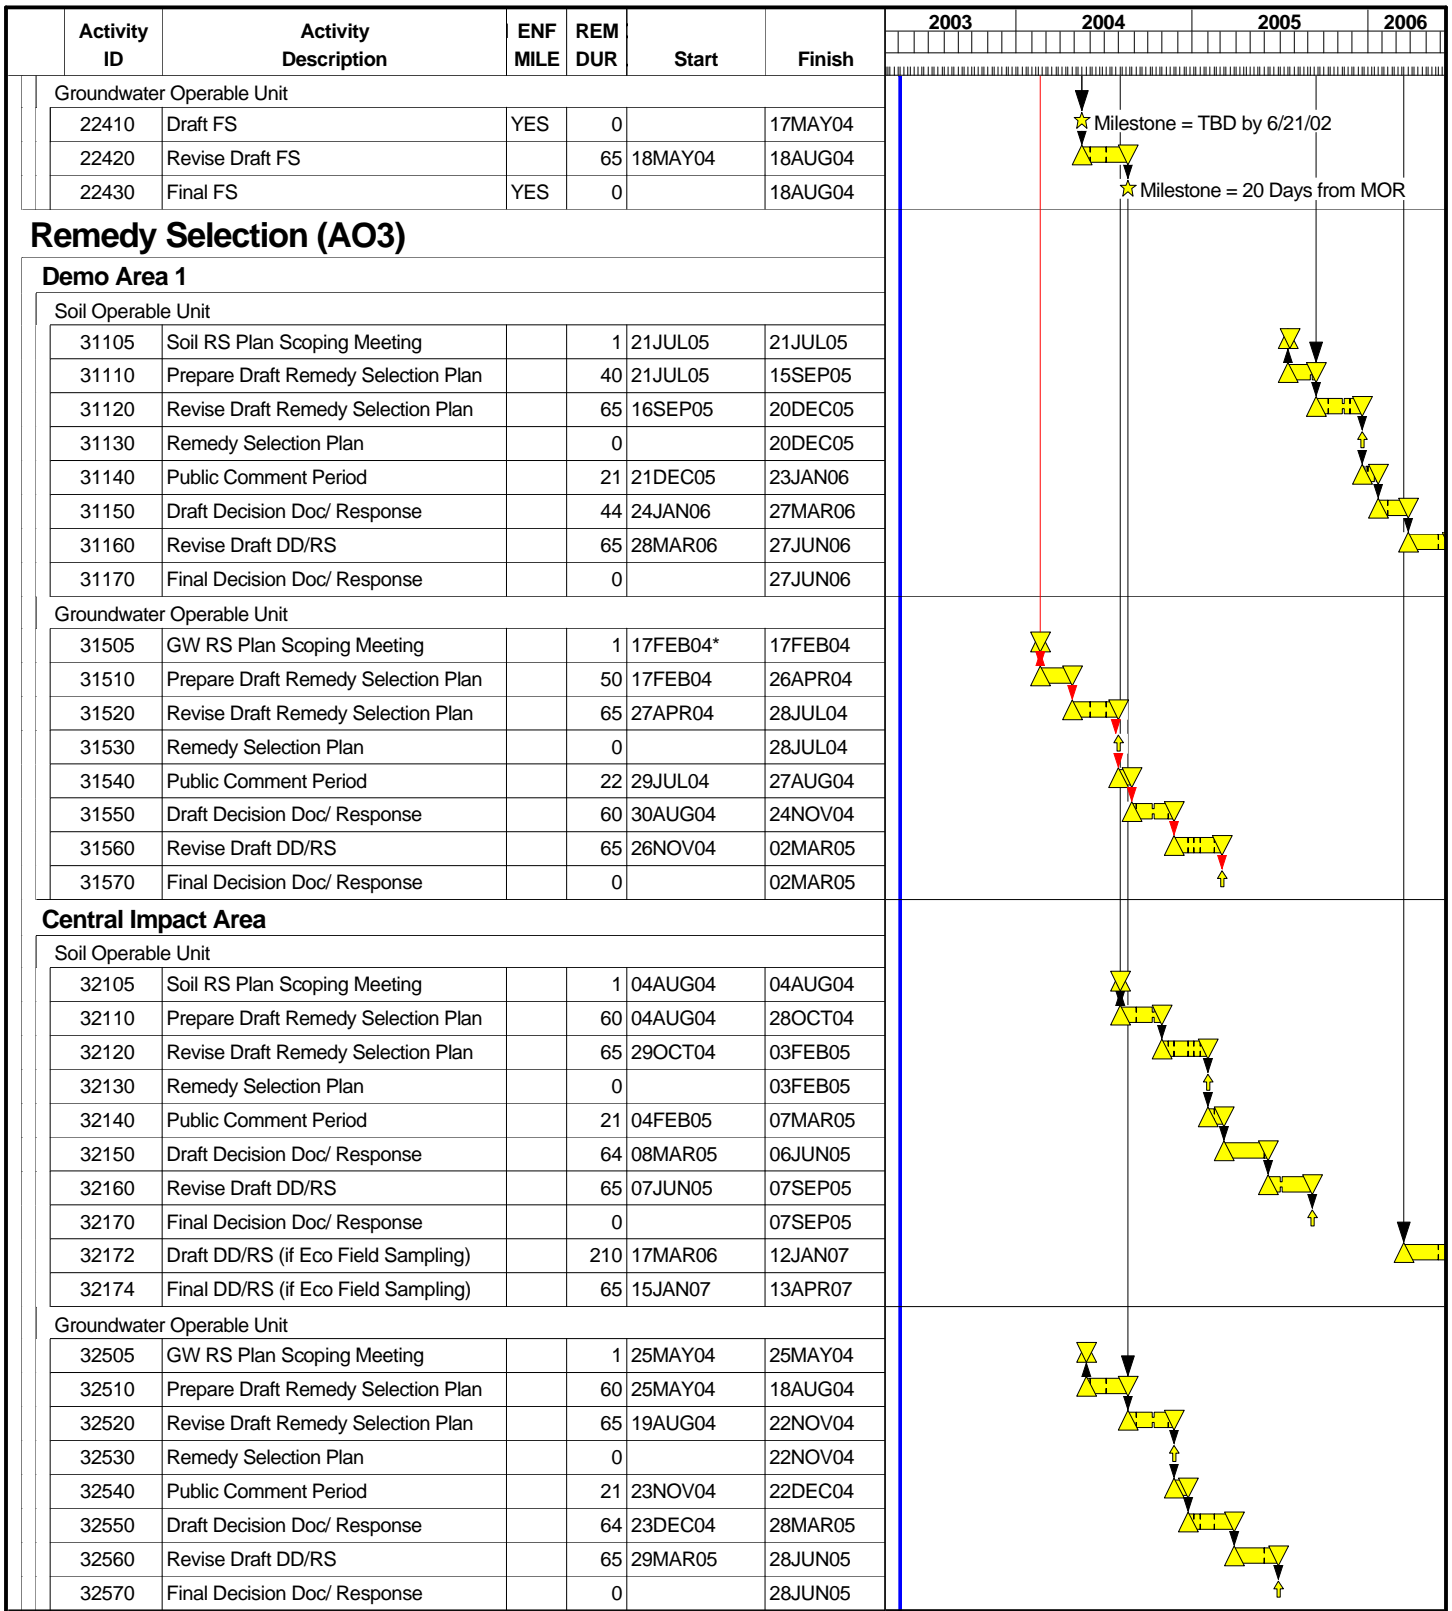 Activity ID Activity Description ENF MILE REM DUR Start Finish 2003 2004 2005 2006
Groundwater Operable Unit
22410 Draft FS YES 0 17MAY04 Milestone = TBD by 6/21/02
22420 Revise Draft FS 65 18MAY04 18AUG04
22430 Final FS YES 0 18AUG04 Milestone = 20 Days from MOR
Remedy Selection (AO3)
Demo Area 1
Soil Operable Unit
31105 Soil RS Plan Scoping Meeting 1 21JUL05 21JUL05
31110 Prepare Draft Remedy Selection Plan 40 21JUL05 15SEP05
31120 Revise Draft Remedy Selection Plan 65 16SEP05 20DEC05
31130 Remedy Selection Plan 0 20DEC05
31140 Public Comment Period 21 21DEC05 23JAN06
31150 Draft Decision Doc/ Response 44 24JAN06 27MAR06
31160 Revise Draft DD/RS 65 28MAR06 27JUN06
31170 Final Decision Doc/ Response 0 27JUN06
Groundwater Operable Unit
31505 GW RS Plan Scoping Meeting 1 17FEB04* 17FEB04
31510 Prepare Draft Remedy Selection Plan 50 17FEB04 26APR04
31520 Revise Draft Remedy Selection Plan 65 27APR04 28JUL04
31530 Remedy Selection Plan 0 28JUL04
31540 Public Comment Period 22 29JUL04 27AUG04
31550 Draft Decision Doc/ Response 60 30AUG04 24NOV04
31560 Revise Draft DD/RS 65 26NOV04 02MAR05
31570 Final Decision Doc/ Response 0 02MAR05
Central Impact Area
Soil Operable Unit
32105 Soil RS Plan Scoping Meeting 1 04AUG04 04AUG04
32110 Prepare Draft Remedy Selection Plan 60 04AUG04 28OCT04
32120 Revise Draft Remedy Selection Plan 65 29OCT04 03FEB05
32130 Remedy Selection Plan 0 03FEB05
32140 Public Comment Period 21 04FEB05 07MAR05
32150 Draft Decision Doc/ Response 64 08MAR05 06JUN05
32160 Revise Draft DD/RS 65 07JUN05 07SEP05
32170 Final Decision Doc/ Response 0 07SEP05
32172 Draft DD/RS (if Eco Field Sampling) 210 17MAR06 12JAN07
32174 Final DD/RS (if Eco Field Sampling) 65 15JAN07 13APR07
Groundwater Operable Unit
32505 GW RS Plan Scoping Meeting 1 25MAY04 25MAY04
32510 Prepare Draft Remedy Selection Plan 60 25MAY04 18AUG04
32520 Revise Draft Remedy Selection Plan 65 19AUG04 22NOV04
32530 Remedy Selection Plan 0 22NOV04
32540 Public Comment Period 21 23NOV04 22DEC04
32550 Draft Decision Doc/ Response 64 23DEC04 28MAR05
32560 Revise Draft DD/RS 65 29MAR05 28JUN05
32570 Final Decision Doc/ Response 0 28JUN05